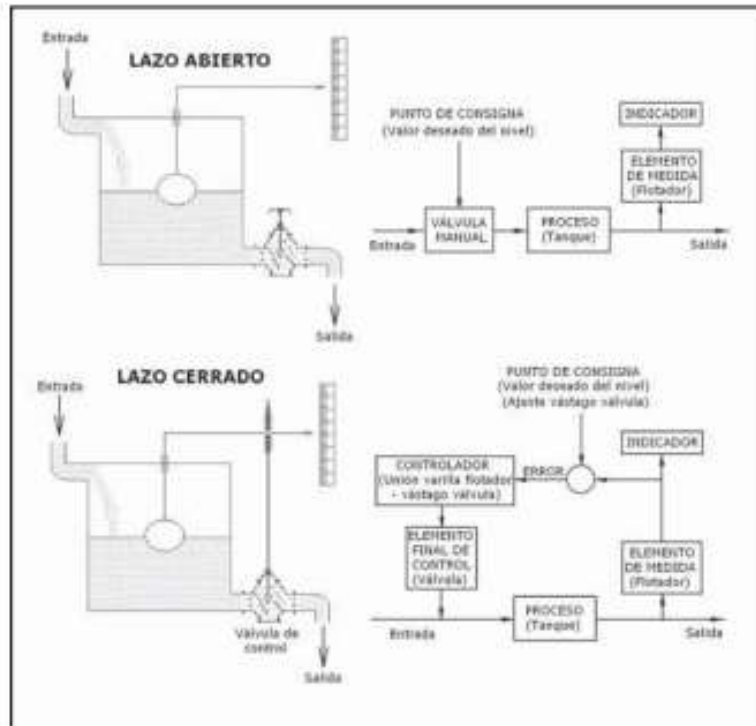 LAZO ABIERTO
Entrada
Salida
PUNTO DE CONSIGNA
(Valor deseado del nivel)
INDICADOR
ELEMENTO
DE MEDIDA
(Flotador)
VÁLVULA
MANUAL
PROCESO
(Tanque)
Entrada
Salida
LAZO CERRADO
Entrada
Válvula de
control
Salida
PUNTO DE CONSIGNA
(Valor deseado del nivel)
(Ajuste vástago válvula)
INDICADOR
CONTROLADOR
(Unión varilla flotador
- vástago válvula)
ERROR
ELEMENTO
FINAL DE
CONTROL
(Válvula)
ELEMENTO
DE MEDIDA
(Flotador)
PROCESO
(Tanque)
Entrada
Salida